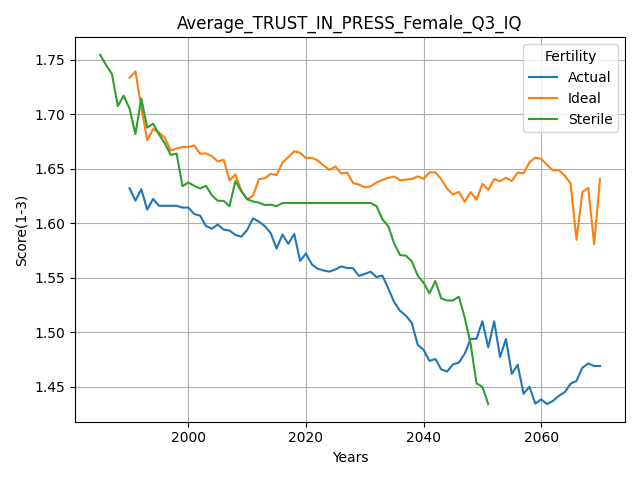 Average_TRUST_IN_PRESS_Female_Q3_IQ
Fertility
Actual
Ideal
Sterile
Score(1-3)
1.75
1.70
1.65
1.60
1.55
1.50
1.45
2000 2020 2040 2060
Years